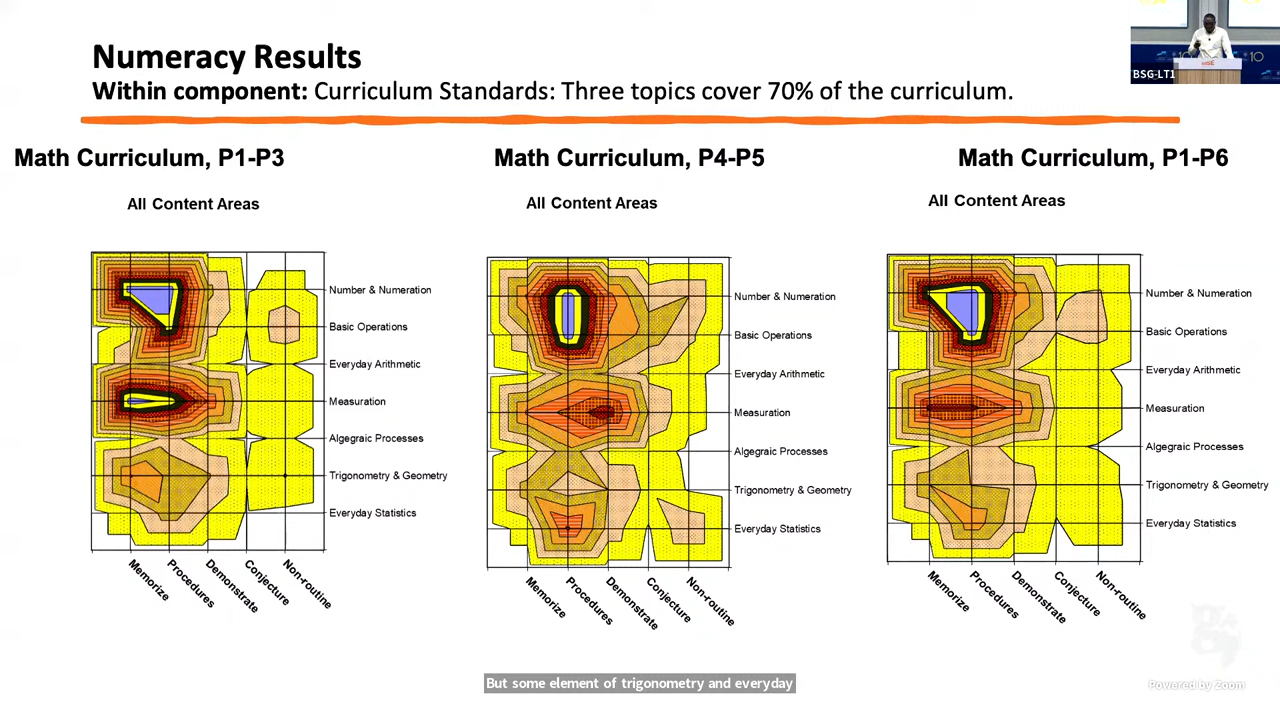 Numeracy Results
Within component: Curriculum Standards: Three topics cover 70% of the curriculum.
BSG-LT1
10
Math Curriculum, P1-P3
All Content Areas
Number & Numeration
Basic Operations
Everyday Arithmetic
Measuration
Algegraic Processes
Trigonometry & Geometry
Everyday Statistics
Memorize
Procedures
Demonstrate
Conjecture
Non-routine
Math Curriculum, P4-P5
All Content Areas
Number & Numeration
Basic Operations
Everyday Arithmetic
Measuration
Algegraic Processes
Trigonometry & Geometry
Everyday Statistics
Memorize
Procedures
Demonstrate
Conjecture
Non-routine
Math Curriculum, P1-P6
All Content Areas
Number & Numeration
Basic Operations
Everyday Arithmetic
Measuration
Algegraic Processes
Trigonometry & Geometry
Everyday Statistics
Memorize
Procedures
Demonstrate
Conjecture
Non-routine
But some element of trigonometry and everyday
Powered by Zoom